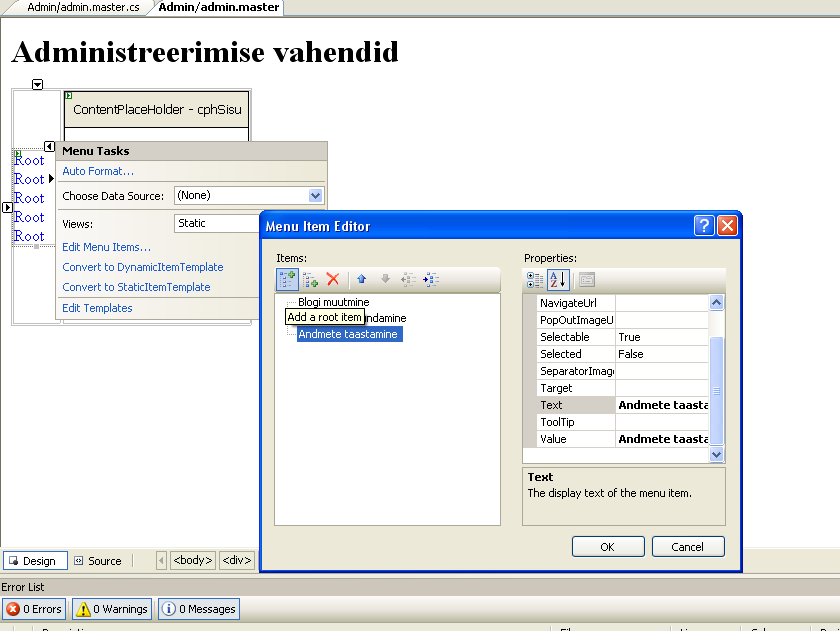 Admin/admin.master.cs
Admin/admin.master
Administreerimise vahendid
ContentPlaceHolder - cphSisu
Root
Root
Root
Root
Root
Menu Tasks
Auto Format...
Choose Data Source: (None)
Views: Static
Edit Menu Items...
Convert to DynamicItemTemplate
Convert to StaticItemTemplate
Edit Templates
Menu Item Editor
Items:
Blogi muutmine
Add a root item
Andmete taastamine
Properties:
NavigateUrl
PopOutImageU
Selectable True
Selected False
SeparatorImag
Target
Text Andmete taasta
ToolTip
Value Andmete taasta
Text
The display text of the menu item.
OK Cancel
Design Source <body> <div>
Error List
0 Errors 0 Warnings 0 Messages